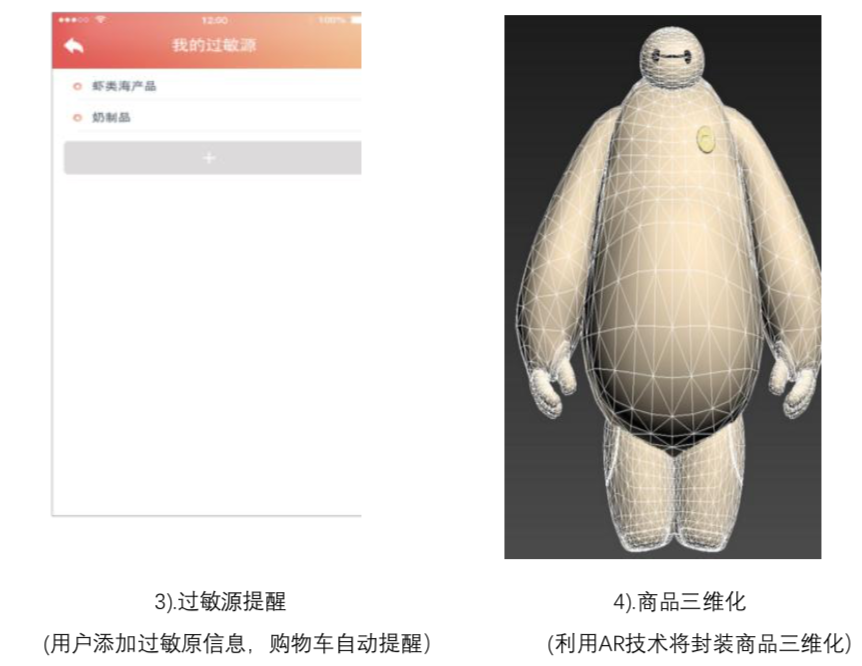 12:00
100%
我的过敏源
虾类海产品
奶制品
+
3).过敏源提醒
(用户添加过敏原信息，购物车自动提醒)
4).商品三维化
(利用AR技术将封装商品三维化)